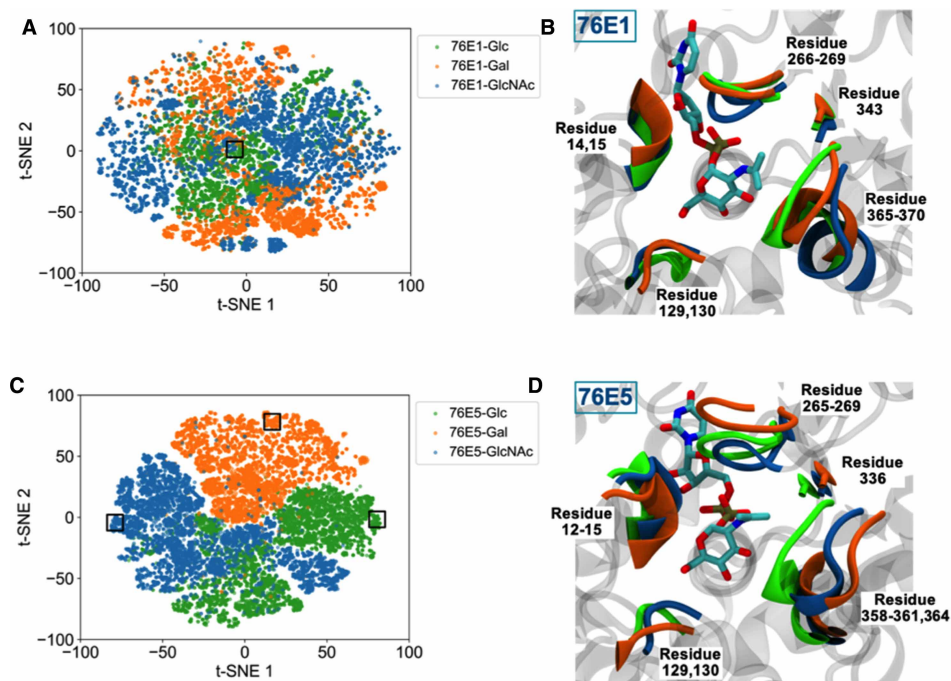 A
100
50
0
−50
−100
−100
−50
0
50
100
t-SNE 2
t-SNE 1
76E1-Glc
76E1-Gal
76E1-GlcNAc
B
76E1
Residue
266-269
Residue
343
Residue
14,15
Residue
365-370
Residue
129,130
C
100
50
0
−50
−100
−100
−50
0
50
100
t-SNE 2
t-SNE 1
76E5-Glc
76E5-Gal
76E5-GlcNAc
D
76E5
Residue
265-269
Residue
336
Residue
12-15
Residue
358-361,364
Residue
129,130